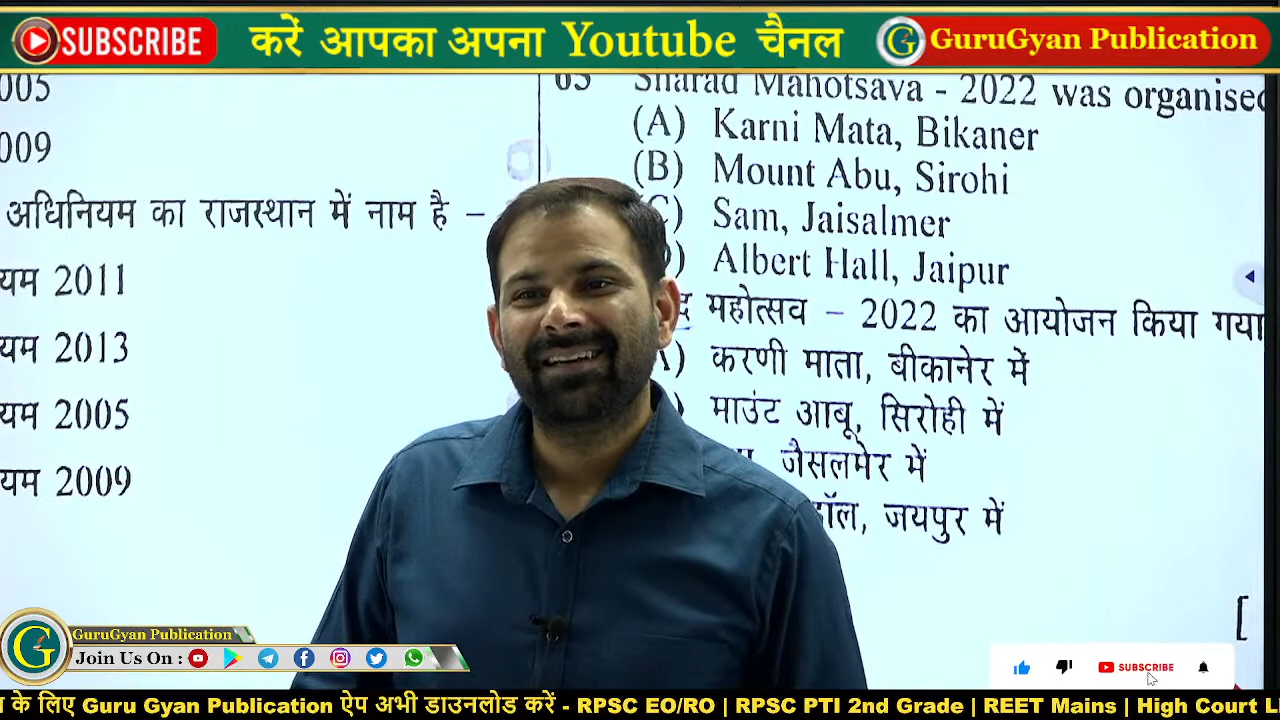 SUBSCRIBE करें आपका अपना Youtube चैनल G GuruGyan Publication
005
009
अधिनियम का राजस्थान में नाम है –
यम 2011
यम 2013
यम 2005
यम 2009
65 Sharad Mahotsava - 2022 was organised
(A) Karni Mata, Bikaner
(B) Mount Abu, Sirohi
(C) Sam, Jaisalmer
(D) Albert Hall, Jaipur
द महोत्सव – 2022 का आयोजन किया गया
(A) करणी माता, बीकानेर में
) माउंट आबू, सिरोही में
जैसलमेर में
हॉल, जयपुर में
[
G GuruGyan Publication
Join Us On :
SUBSCRIBE
के लिए Guru Gyan Publication ऐप अभी डाउनलोड करें - RPSC EO/RO | RPSC PTI 2nd Grade | REET Mains | High Court L